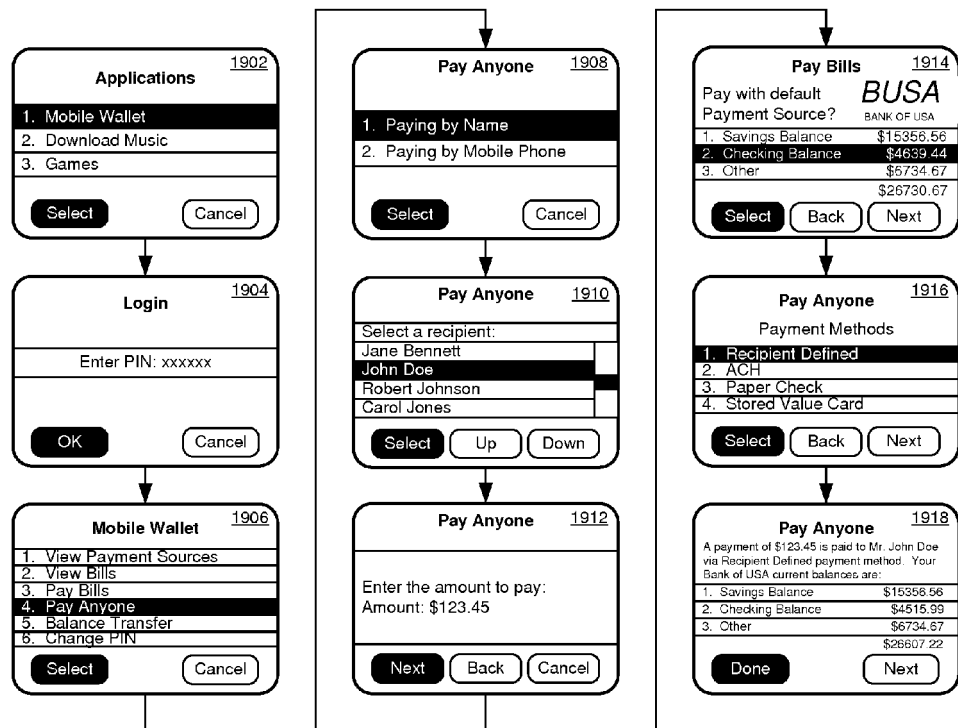 1902
Applications
1. Mobile Wallet
2. Download Music
3. Games
Select
Cancel
1904
Login
Enter PIN: xxxxxx
OK
Cancel
1906
Mobile Wallet
1. View Payment Sources
2. View Bills
3. Pay Bills
4. Pay Anyone
5. Balance Transfer
6. Change PIN
Select
Cancel
1908
Pay Anyone
1. Paying by Name
2. Paying by Mobile Phone
Select
Cancel
1910
Pay Anyone
Select a recipient:
Jane Bennett
John Doe
Robert Johnson
Carol Jones
Select
Up
Down
1912
Pay Anyone
Enter the amount to pay:
Amount: $123.45
Next
Back
Cancel
1914
Pay Bills
Pay with default
Payment Source?
BUSA
BANK OF USA
1. Savings Balance $15356.56
2. Checking Balance $4639.44
3. Other $6734.67
$26730.67
Select
Back
Next
1916
Pay Anyone
Payment Methods
1. Recipient Defined
2. ACH
3. Paper Check
4. Stored Value Card
Select
Back
Next
1918
Pay Anyone
A payment of $123.45 is paid to Mr. John Doe
via Recipient Defined payment method. Your
Bank of USA current balances are:
1. Savings Balance $15356.56
2. Checking Balance $4515.99
3. Other $6734.67
$26607.22
Done
Next